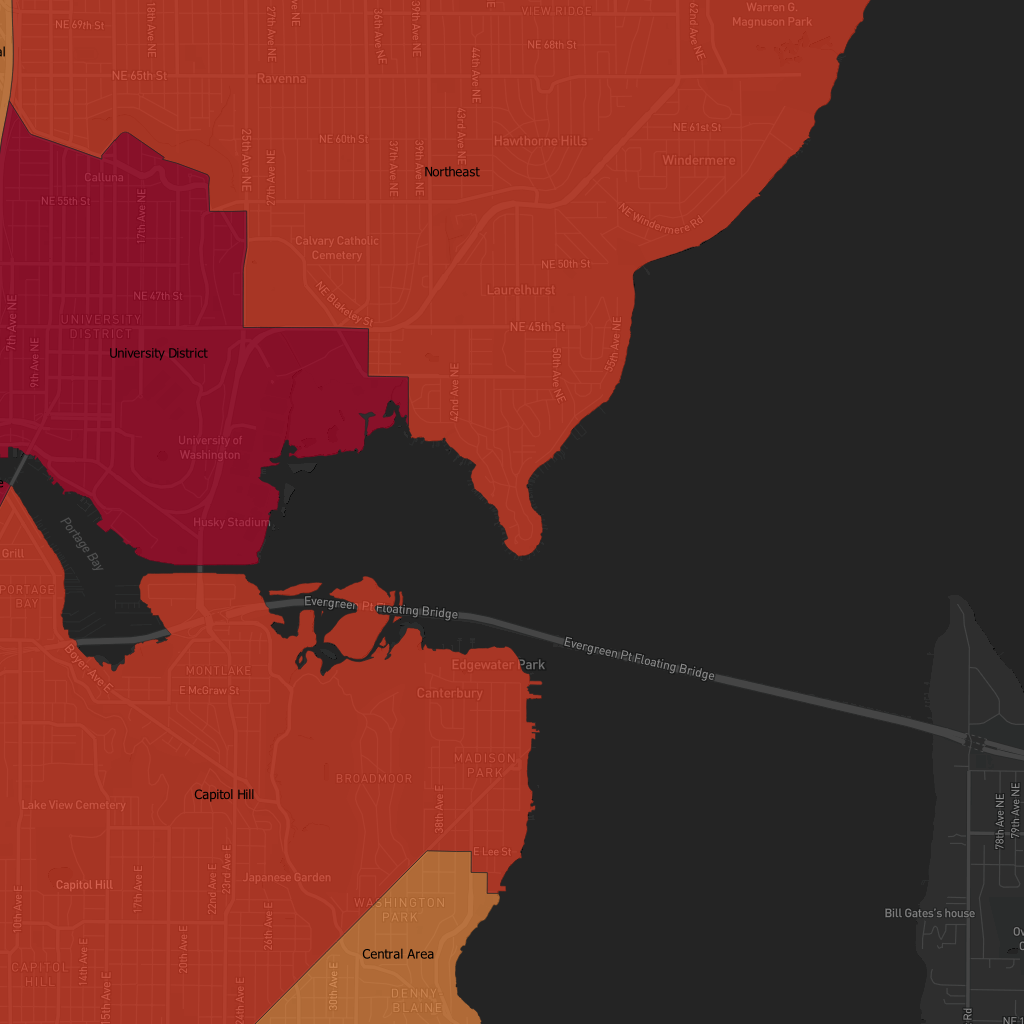 Warren G.
Magnuson Park
VIEW RIDGE
NE 69th St
18th Ave NE
27th Ave NE
36th Ave NE
39th Ave NE
NE
62nd Ave NE
NE 68th St
44th Ave NE
NE 65th St
Ravenna
al
43rd Ave NE
NE 61st St
NE 60th St
Hawthorne Hills
25th Ave NE
27th Ave NE
37th Ave NE
39th Ave NE
Windermere
Northeast
Calluna
NE 55th St
17th Ave NE
NE Windermere Rd
Calvary Catholic
Cemetery
NE 50th St
NE Blakeley St
Laurelhurst
NE 47th St
7th Ave NE
UNIVERSITY
DISTRICT
NE 45th St
55th Ave NE
University District
9th Ave NE
50th Ave NE
42nd Ave NE
University of
Washington
e
Husky Stadium
Portage Bay
Grill
PORTAGE
BAY
Evergreen Pt Floating Bridge
Evergreen Pt Floating Bridge
Boyer Ave E
MONTLAKE
Edgewater Park
E McGraw St
Canterbury
MADISON
PARK
BROADMOOR
Capitol Hill
Lake View Cemetery
38th Ave E
78th Ave NE
79th Ave NE
E Lee St
23rd Ave E
Japanese Garden
Capitol Hill
17th Ave E
22nd Ave E
10th Ave E
WASHINGTON
PARK
26th Ave E
Bill Gates's house
Ov
C
20th Ave E
14th Ave E
Central Area
CAPITOL
HILL
30th Ave E
15th Ave E
24th Ave E
DENNY
BLAINE
Rd
NE 1